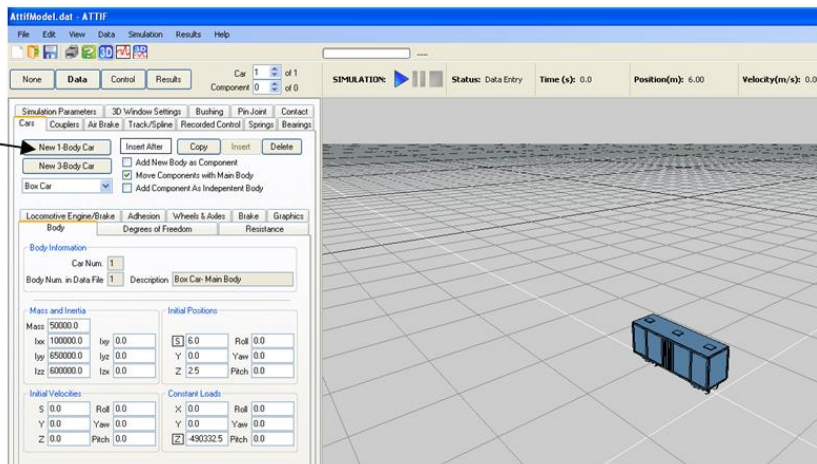 AttifModel.dat - ATTIF
File Edit View Data Simulation Results Help
3D 3D
.....
None Data Control Results Car 1 of 1
Component 0 of 0
SIMULATION: Status: Data Entry Time (s): 0.0 Position(m): 6.00 Velocity(m/s): 0.0
Simulation Parameters 3D Window Settings Bushing Pin Joint Contact
Cars Couplers Air Brake Track/Spline Recorded Control Springs Bearings
New 1-Body Car Insert After Copy Insert Delete
New 3-Body Car Add New Body as Component
Move Components with Main Body
Box Car Add Component As Indepentent Body
Locomotive Engine/Brake Adhesion Wheels & Axles Brake Graphics
Body Degrees of Freedom Resistance
Body Information
Car Num. 1
Body Num. in Data File 1 Description Box Car- Main Body
Mass and Inertia Initial Positions
Mass 50000.0
Ixx 100000.0 Ixy 0.0 S 6.0 Roll 0.0
Iyy 650000.0 Iyz 0.0 Y 0.0 Yaw 0.0
Izz 600000.0 Izx 0.0 Z 2.5 Pitch 0.0
Initial Velocities Constant Loads
S 0.0 Roll 0.0 X 0.0 Roll 0.0
Y 0.0 Yaw 0.0 Y 0.0 Yaw 0.0
Z 0.0 Pitch 0.0 Z -490332.5 Pitch 0.0